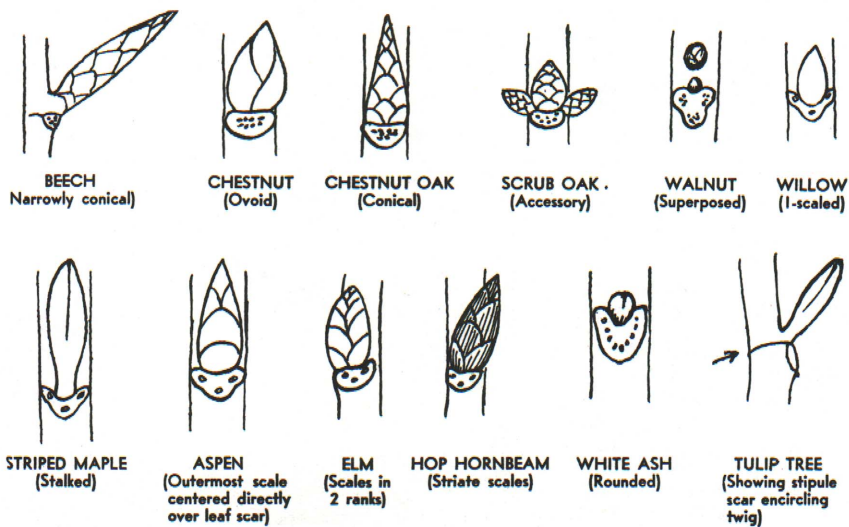 BEECH
Narrowly conical)
CHESTNUT
(Ovoid)
CHESTNUT OAK
(Conical)
SCRUB OAK.
(Accessory)
WALNUT
(Superposed)
WILLOW
(1-scaled)
STRIPED MAPLE
(Stalked)
ASPEN
(Outermost scale
centered directly
over leaf scar)
ELM
(Scales in
2 ranks)
HOP HORNBEAM
(Striate scales)
WHITE ASH
(Rounded)
TULIP TREE
(Showing stipule
scar encircling
twig)